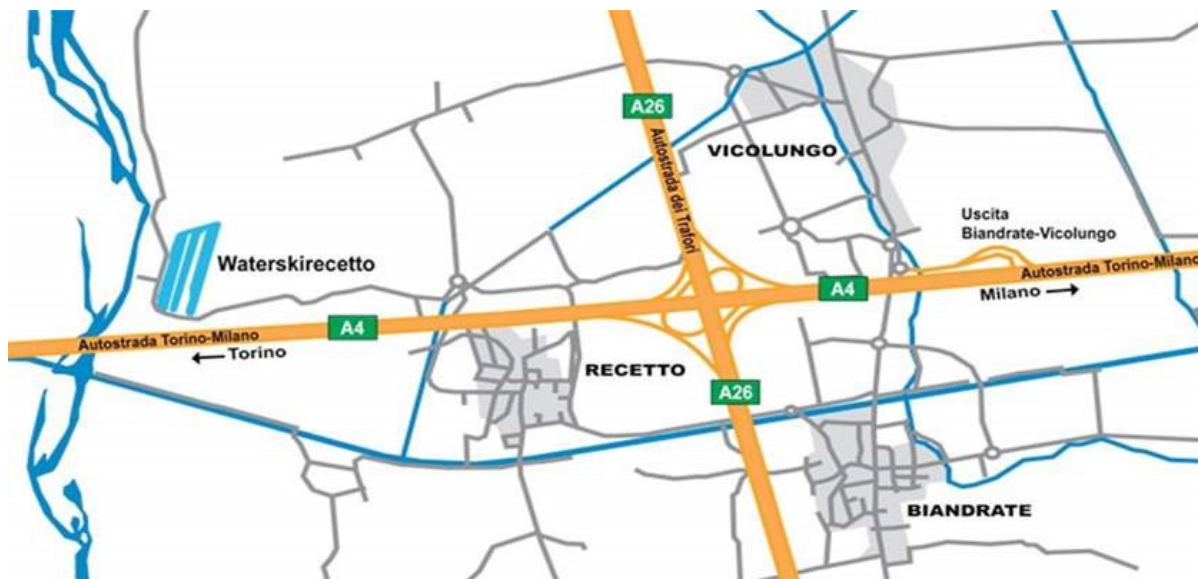 A26
Autostrada dei Trafori
VICOLUNGO
Uscita
Biandrate-Vicolungo
Waterskirecetto
Autostrada Torino-Milano
Milano →
A4
A4
Autostrada Torino-Milano
← Torino
RECETTO
A26
BIANDRATE